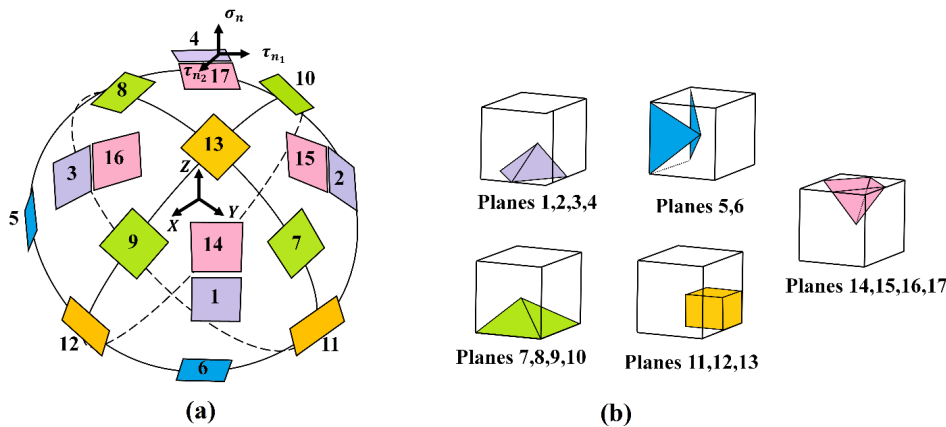 σₙ
4
τₙ₁
τₙ₂
17
8
10
13
3
16
15
2
Z
5
X
Y
9
14
7
1
12
11
6
(a)
Planes 1,2,3,4
Planes 5,6
Planes 14,15,16,17
Planes 7,8,9,10
Planes 11,12,13
(b)